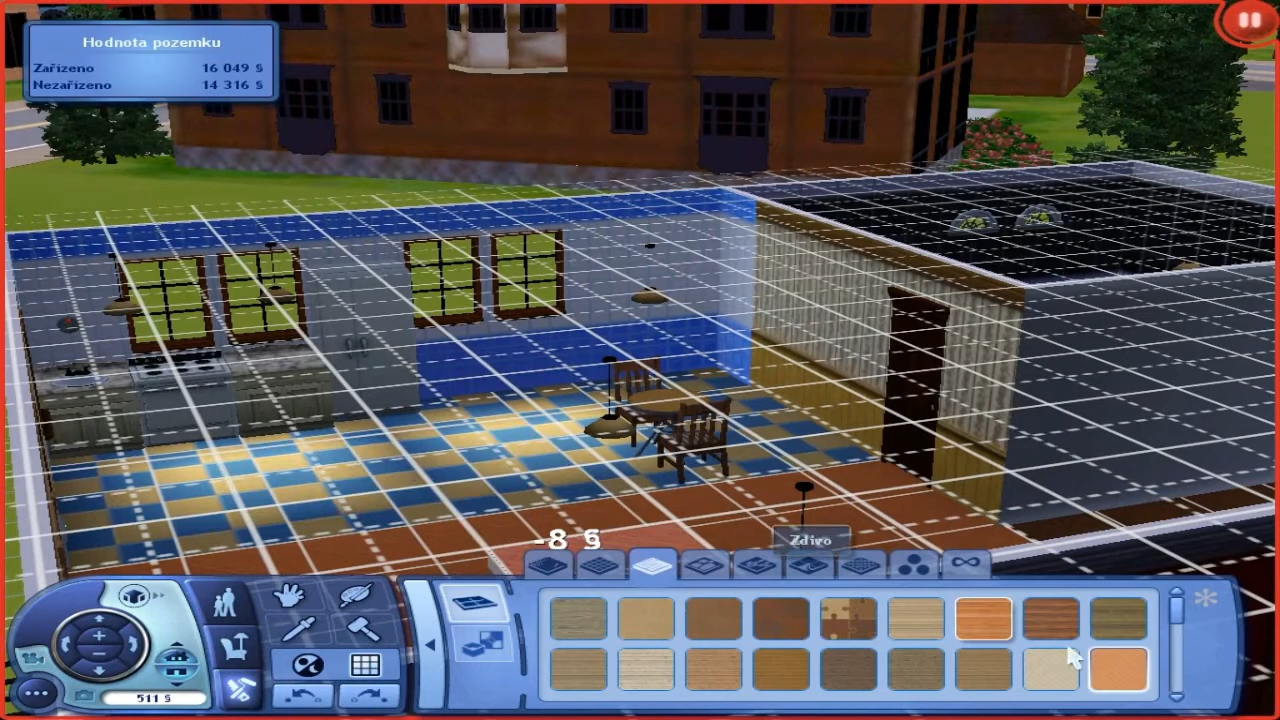 Hodnota pozemku
Zařízeno 16 049 §
Nezařízeno 14 316 §
-8 §
Zdivo
511 §